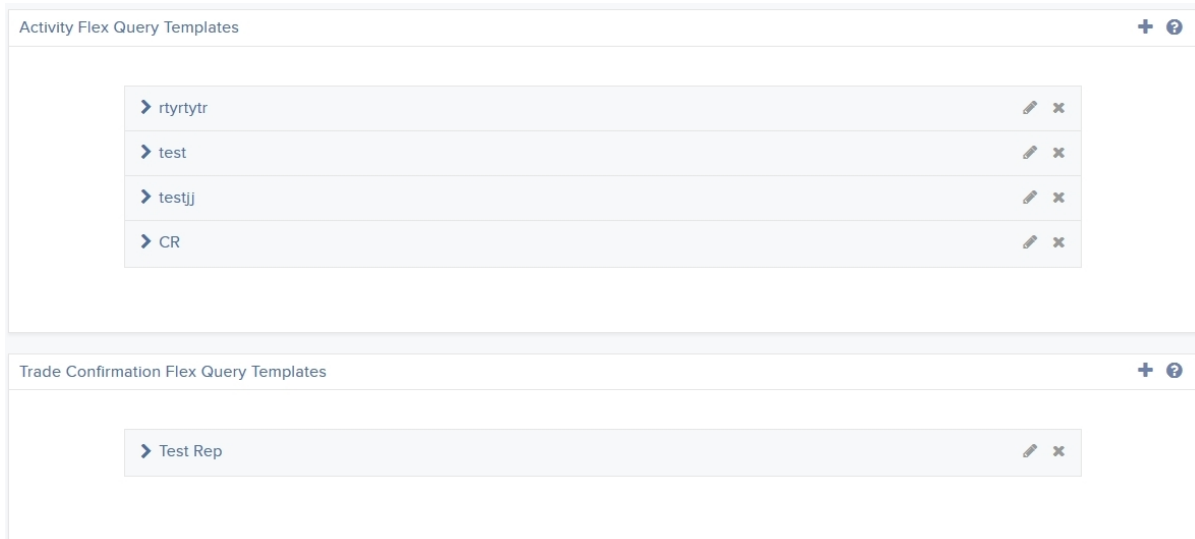 Activity Flex Query Templates
rtyrtytr
test
testjj
CR
Trade Confirmation Flex Query Templates
Test Rep